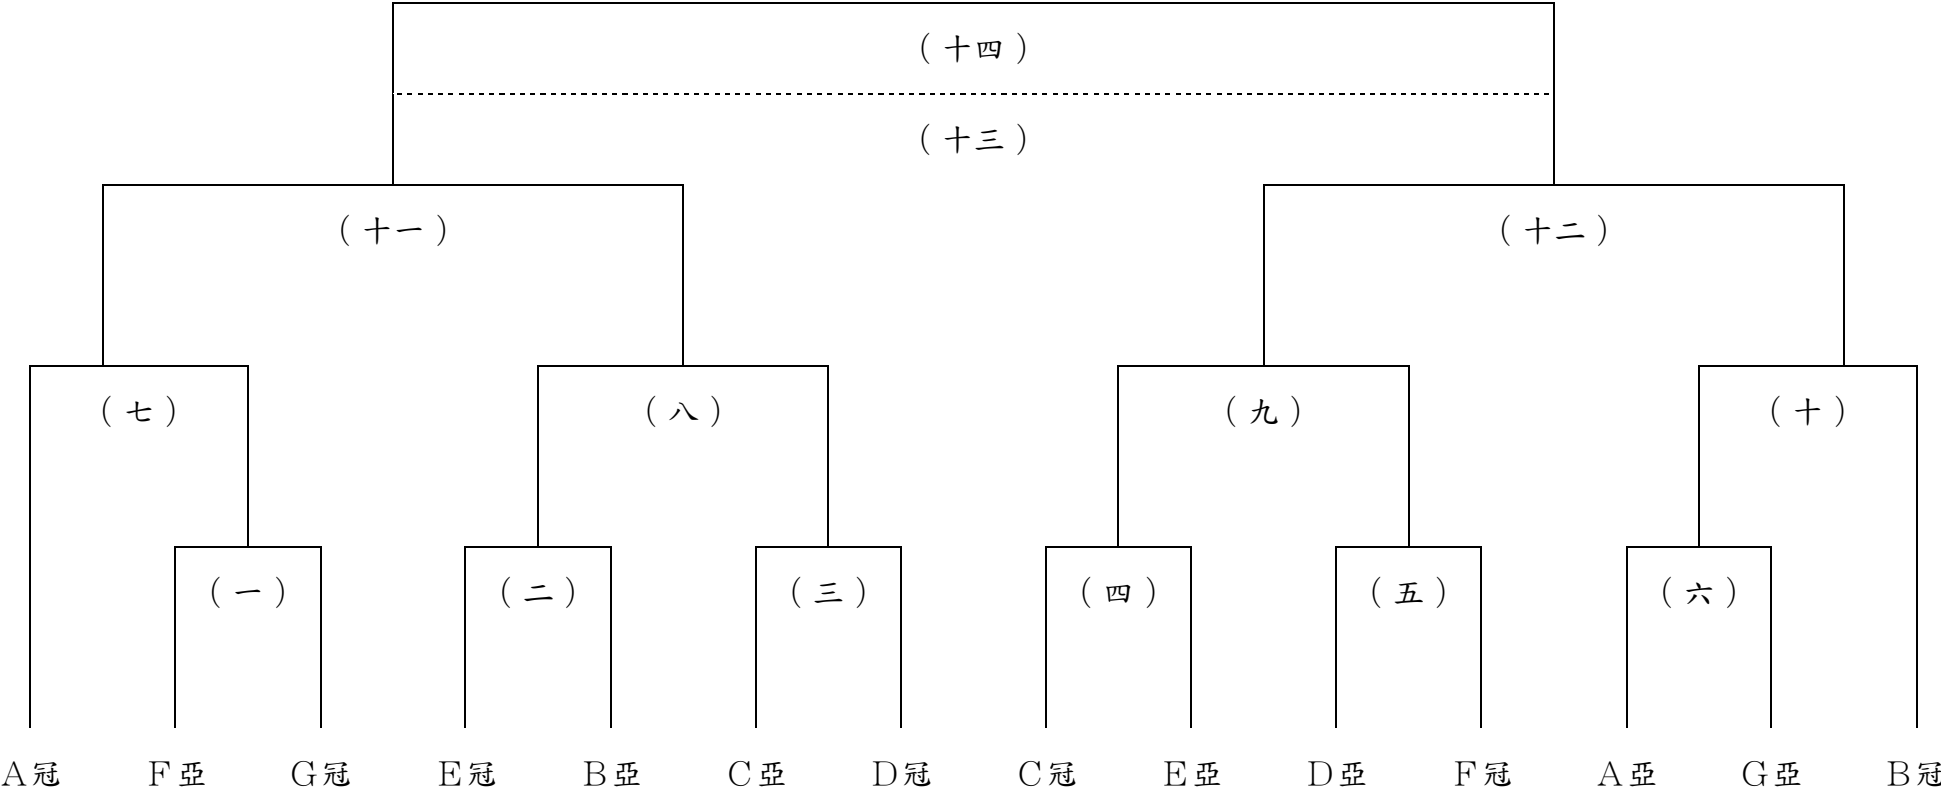 （十四）
（十三）
（十一） （十二）
（七） （八） （九） （十）
（一） （二） （三） （四） （五） （六）
A冠 F亞 G冠 E冠 B亞 C亞 D冠 C冠 E亞 D亞 F冠 A亞 G亞 B冠